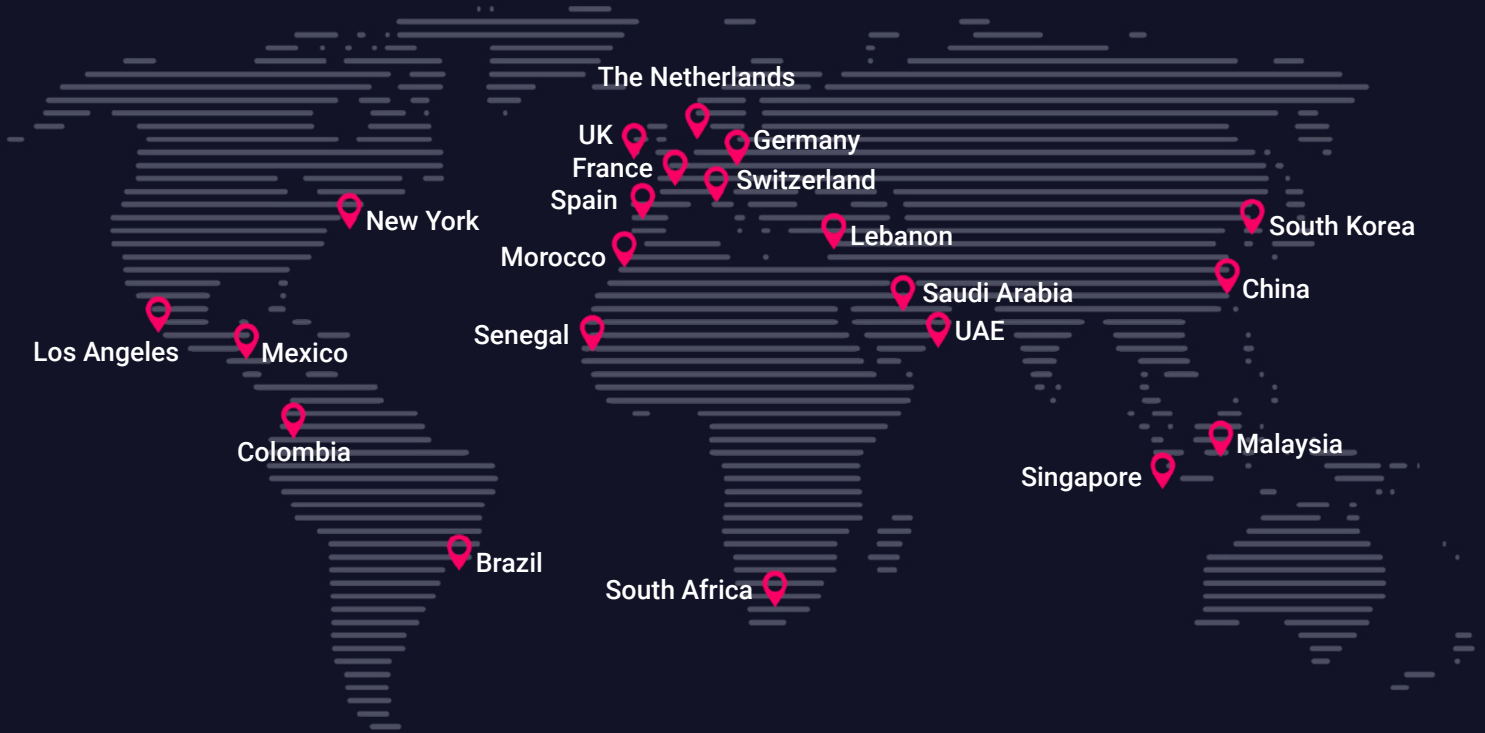 The Netherlands
UK
Germany
France
Switzerland
Spain
New York
South Korea
Lebanon
Morocco
China
Saudi Arabia
UAE
Senegal
Los Angeles
Mexico
Colombia
Malaysia
Singapore
Brazil
South Africa